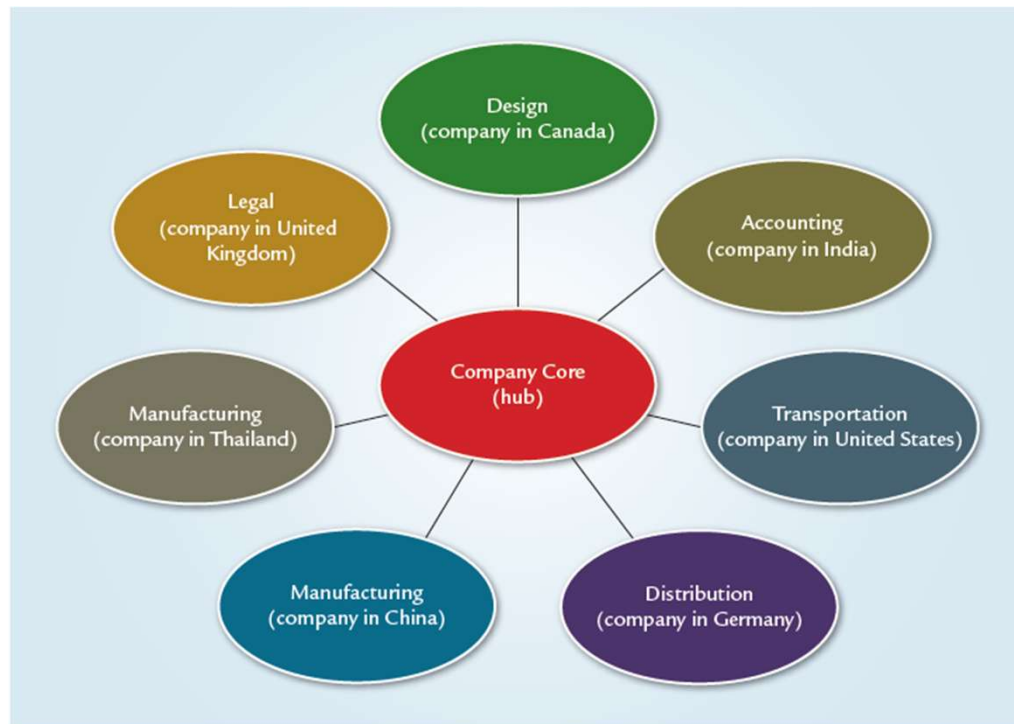 Design
(company in Canada)
Legal
(company in United
Kingdom)
Accounting
(company in India)
Company Core
(hub)
Manufacturing
(company in Thailand)
Transportation
(company in United States)
Manufacturing
(company in China)
Distribution
(company in Germany)